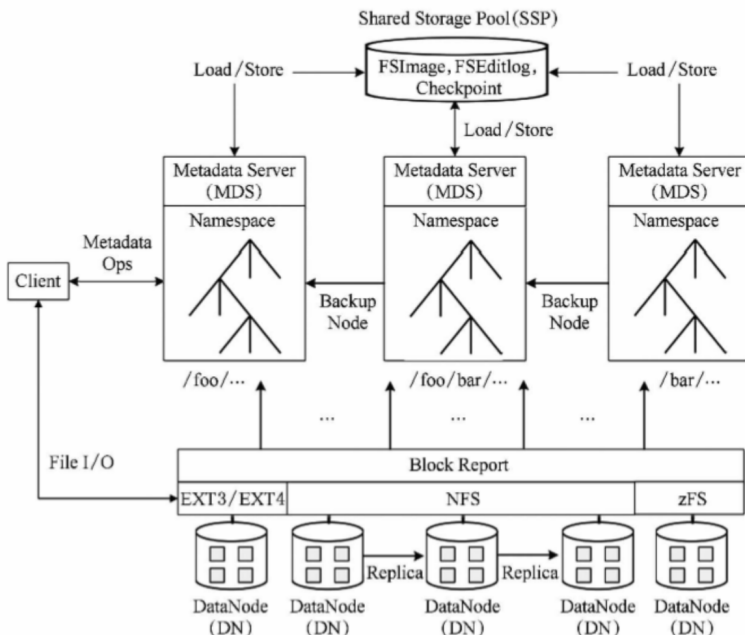 Shared Storage Pool(SSP)
FSImage, FSEditlog,
Checkpoint
Load/Store
Load/Store
Load/Store
Metadata Server
(MDS)
Metadata Server
(MDS)
Metadata Server
(MDS)
Namespace
Namespace
Namespace
Metadata
Ops
Client
Backup
Node
Backup
Node
/foo/...
/foo/bar/...
/bar/...
...
...
...
File I/O
Block Report
EXT3/EXT4
NFS
zFS
Replica
Replica
DataNode
(DN)
DataNode
(DN)
DataNode
(DN)
DataNode
(DN)
DataNode
(DN)